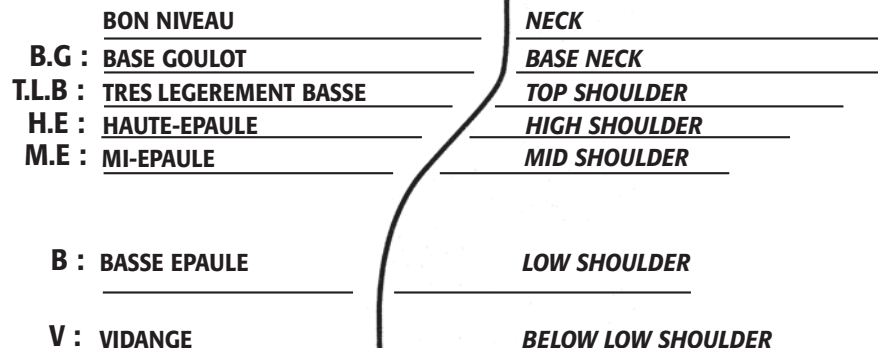 BON NIVEAU NECK
B.G : BASE GOULOT BASE NECK
T.L.B : TRES LEGEREMENT BASSE TOP SHOULDER
H.E : HAUTE-EPAULE HIGH SHOULDER
M.E : MI-EPAULE MID SHOULDER
B : BASSE EPAULE LOW SHOULDER
V : VIDANGE BELOW LOW SHOULDER